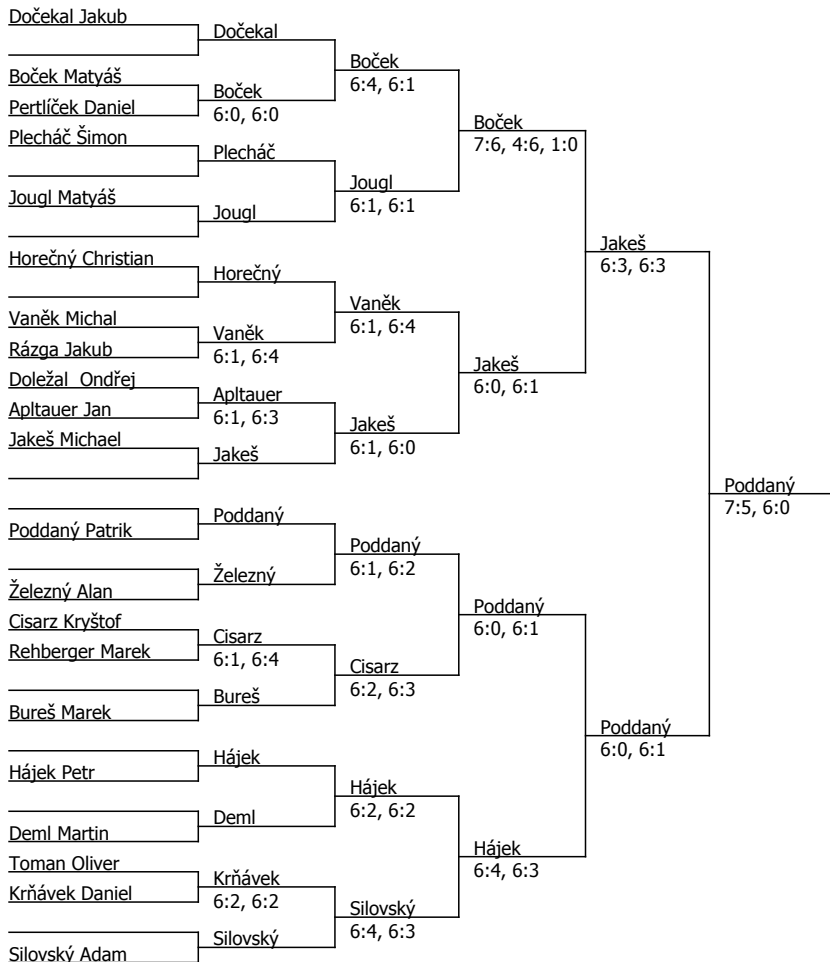 Dočekal Jakub
Dočekal
Boček
6:4, 6:1
Boček Matyáš
Boček
6:0, 6:0
Pertlíček Daniel
Boček
7:6, 4:6, 1:0
Plecháč Šimon
Plecháč
Jougl
6:1, 6:1
Jougl Matyáš
Jougl
Jakeš
6:3, 6:3
Horečný Christian
Horečný
Vaněk
6:1, 6:4
Vaněk Michal
Vaněk
6:1, 6:4
Rázga Jakub
Jakeš
6:0, 6:1
Doležal  Ondřej
Apltauer
6:1, 6:3
Apltauer Jan
Jakeš
6:1, 6:0
Jakeš Michael
Jakeš
Poddaný
7:5, 6:0
Poddaný
Poddaný Patrik
Poddaný
6:1, 6:2
Železný
Železný Alan
Poddaný
6:0, 6:1
Cisarz Kryštof
Cisarz
6:1, 6:4
Rehberger Marek
Cisarz
6:2, 6:3
Bureš
Bureš Marek
Poddaný
6:0, 6:1
Hájek
Hájek Petr
Hájek
6:2, 6:2
Deml
Deml Martin
Hájek
6:4, 6:3
Toman Oliver
Krňávek
6:2, 6:2
Krňávek Daniel
Silovský
6:4, 6:3
Silovský
Silovský Adam